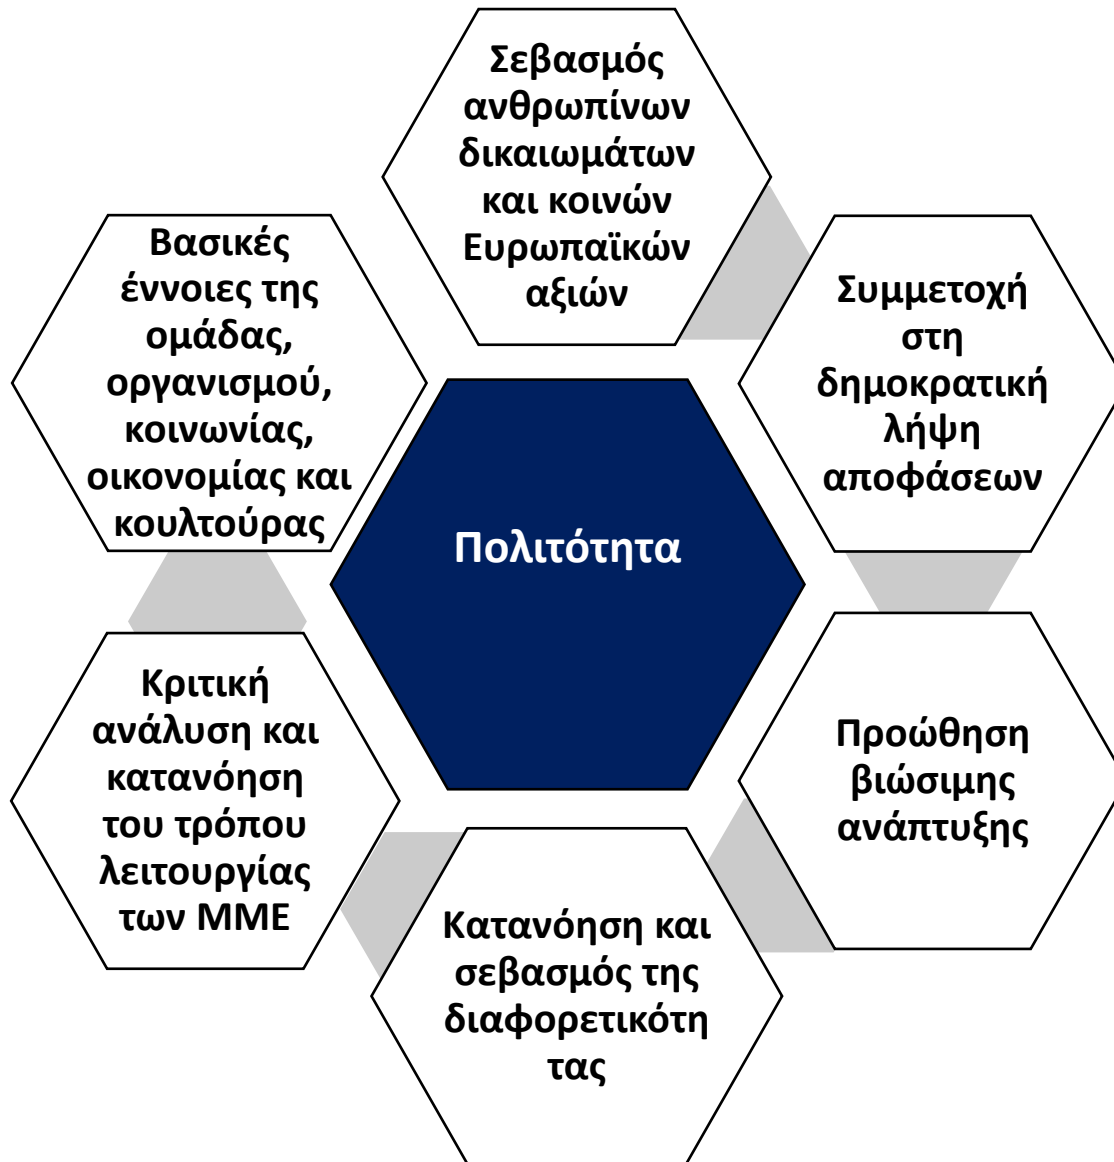 Σεβασμός
ανθρωπίνων
δικαιωμάτων
και κοινών
Ευρωπαϊκών
αξιών
Συμμετοχή
στη
δημοκρατική
λήψη
αποφάσεων
Προώθηση
βιώσιμης
ανάπτυξης
Κατανόηση και
σεβασμός της
διαφορετικότη
τας
Κριτική
ανάλυση και
κατανόηση
του τρόπου
λειτουργίας
των ΜΜΕ
Βασικές
έννοιες της
ομάδας,
οργανισμού,
κοινωνίας,
οικονομίας και
κουλτούρας
Πολιτότητα